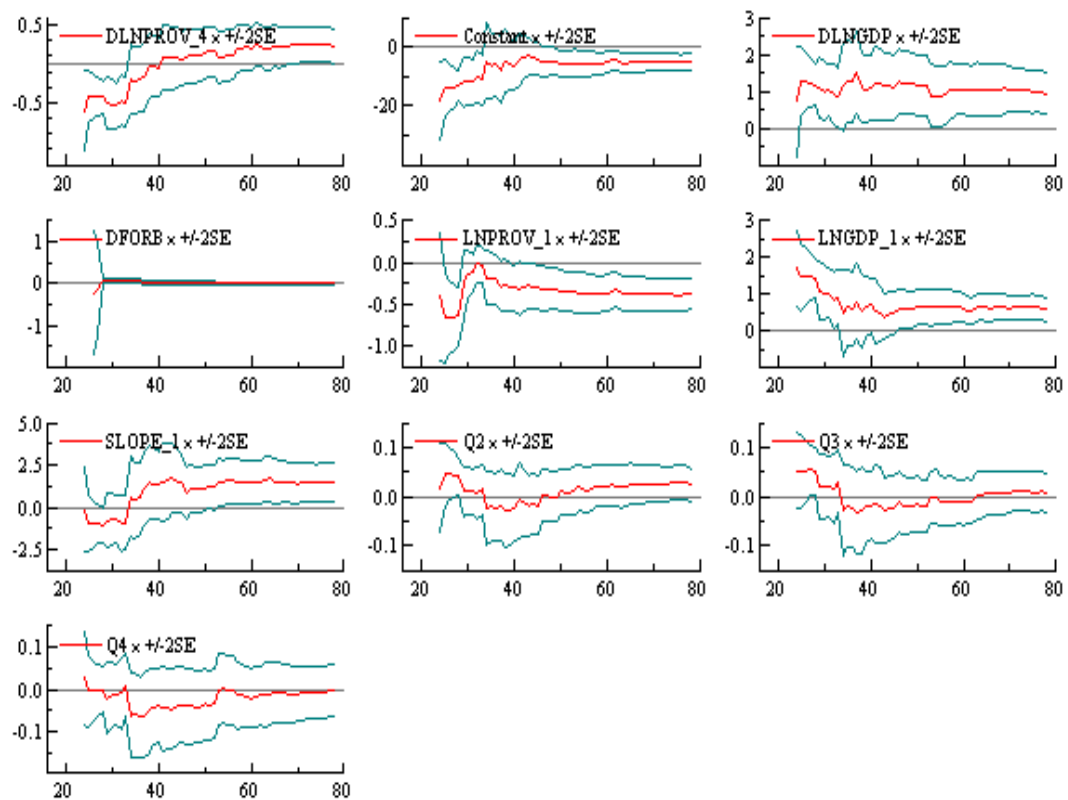 DLNPROV_4 × +/-2SE
0.5
-0.5
20 40 60 80
Constant × +/-2SE
0
-20
20 40 60 80
DLNGDP × +/-2SE
3
2
1
0
20 40 60 80
DFORB × +/-2SE
1
0
-1
20 40 60 80
LNPROV_1 × +/-2SE
0.5
0.0
-0.5
-1.0
20 40 60 80
LNGDP_1 × +/-2SE
3
2
1
0
20 40 60 80
SLOPE_1 × +/-2SE
5.0
2.5
0.0
-2.5
20 40 60 80
Q2 × +/-2SE
0.1
0.0
-0.1
20 40 60 80
Q3 × +/-2SE
0.1
0.0
-0.1
20 40 60 80
Q4 × +/-2SE
0.1
0.0
-0.1
20 40 60 80